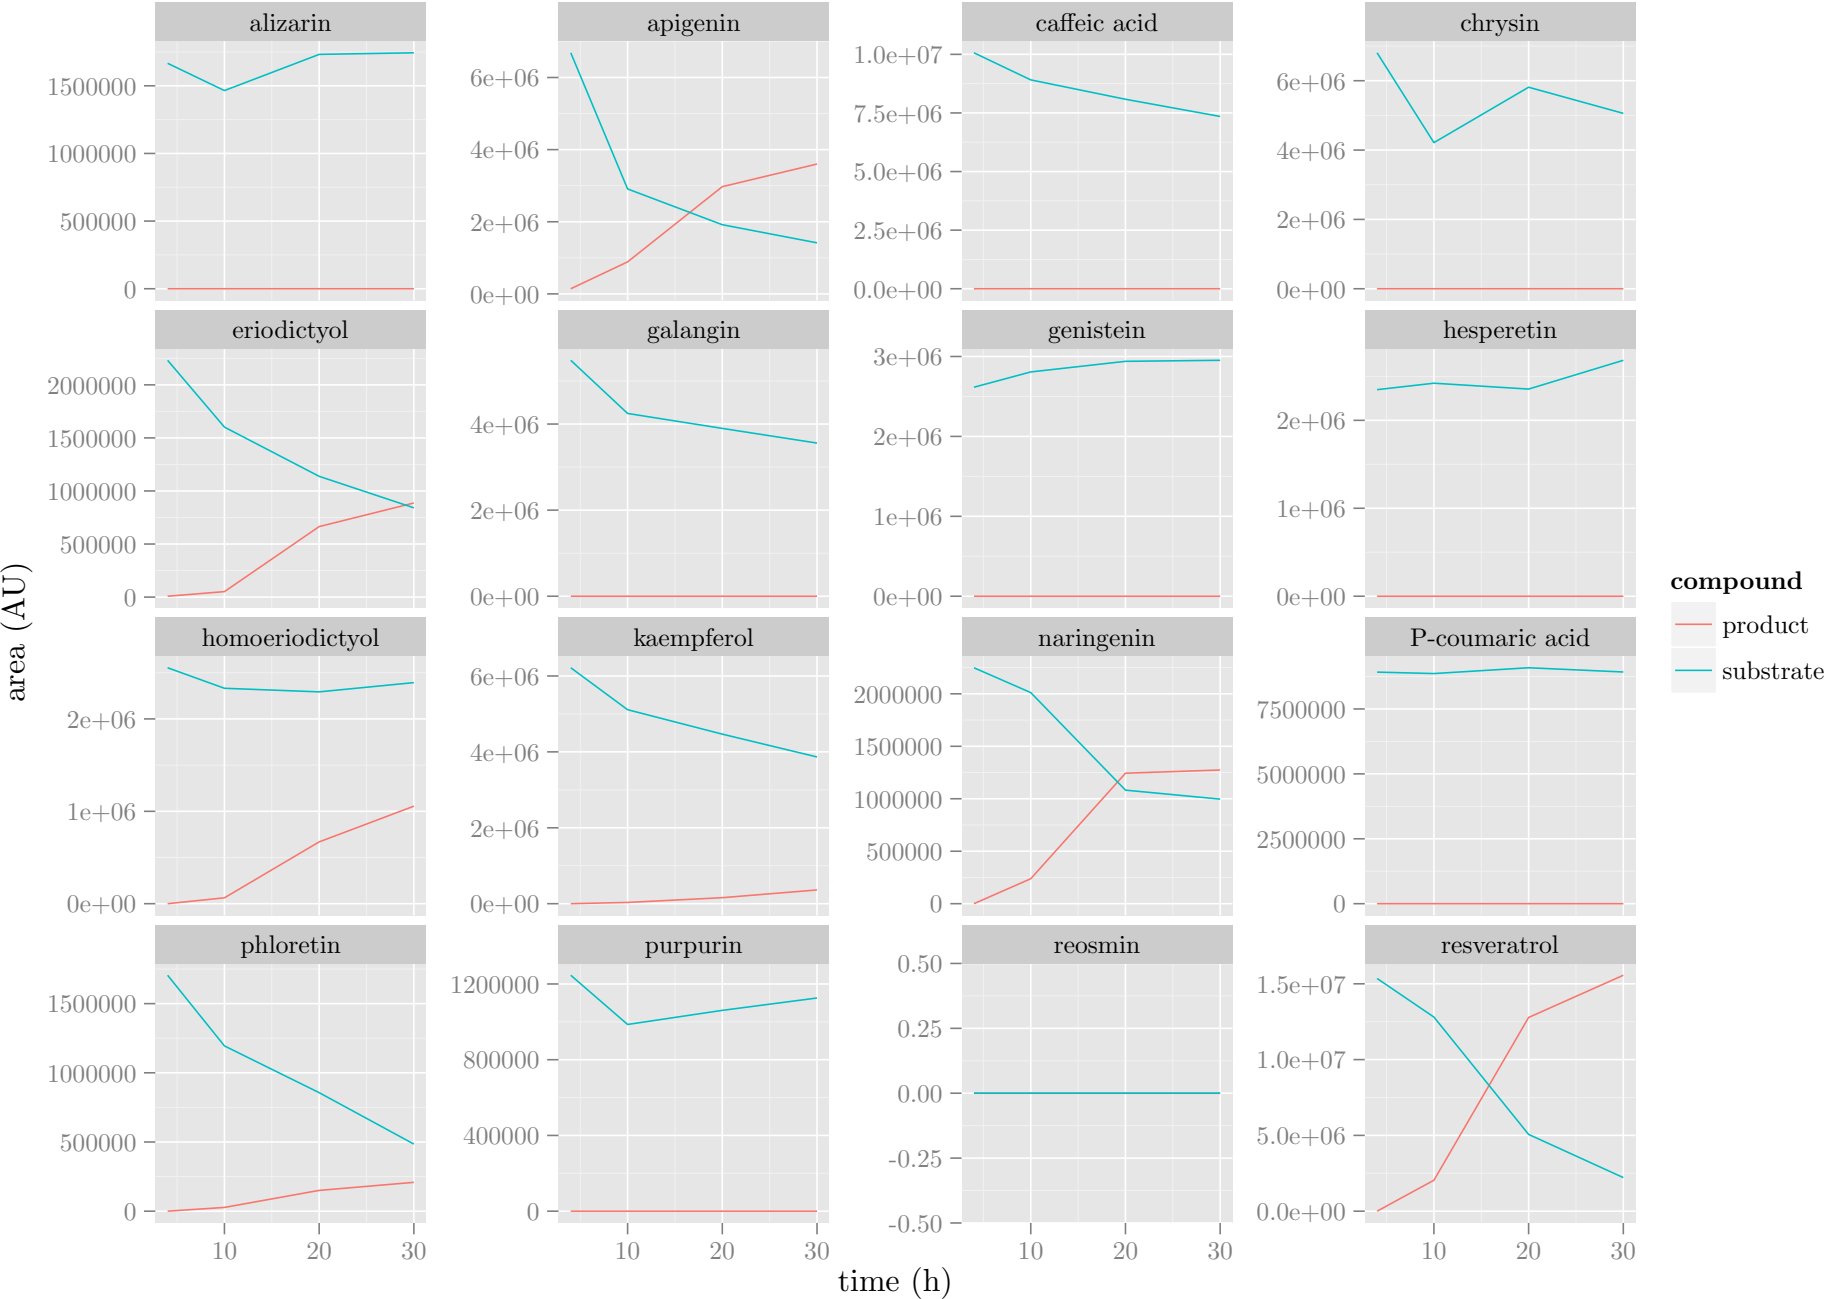 alizarin
apigenin
caffeic acid
chrysin
1500000
1000000
500000
0
6e+06
4e+06
2e+06
0e+00
1.0e+07
7.5e+06
5.0e+06
2.5e+06
0.0e+00
6e+06
4e+06
2e+06
0e+00
eriodictyol
galangin
genistein
hesperetin
2000000
1500000
1000000
500000
0
4e+06
2e+06
0e+00
3e+06
2e+06
1e+06
0e+00
2e+06
1e+06
0e+00
homoeriodictyol
kaempferol
naringenin
P-coumaric acid
2e+06
1e+06
0e+00
6e+06
4e+06
2e+06
0e+00
2000000
1500000
1000000
500000
0
7500000
5000000
2500000
0
phloretin
purpurin
reosmin
resveratrol
1500000
1000000
500000
0
1200000
800000
400000
0
0.50
0.25
0.00
-0.25
-0.50
1.5e+07
1.0e+07
5.0e+06
0.0e+00
10 20 30
10 20 30
10 20 30
10 20 30
time (h)
area (AU)
compound
product
substrate